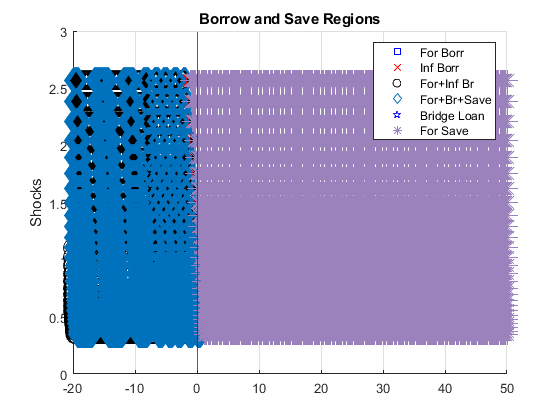 Borrow and Save Regions
3
2.5
2
1.5
1
0.5
0
Shocks
-20
-10
0
10
20
30
40
50
For Borr
Inf Borr
For+Inf Br
For+Br+Save
Bridge Loan
For Save